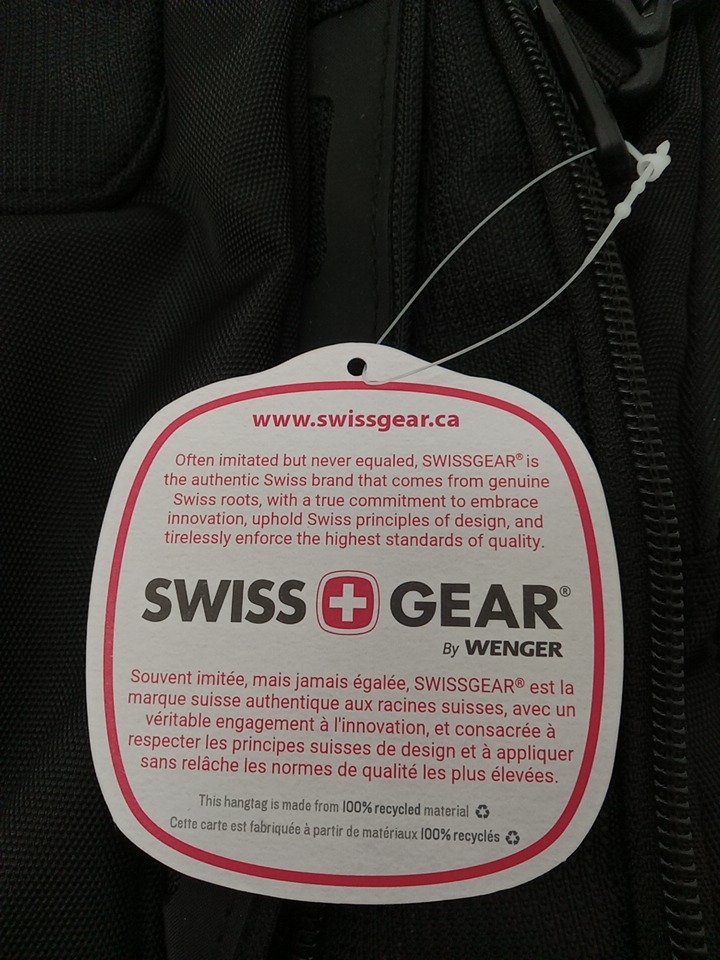 www.swissgear.ca
Often imitated but never equaled, SWISSGEAR® is
the authentic Swiss brand that comes from genuine
Swiss roots, with a true commitment to embrace
innovation, uphold Swiss principles of design, and
tirelessly enforce the highest standards of quality.
SWISS GEAR®
By WENGER
Souvent imitée, mais jamais égalée, SWISSGEAR® est la
marque suisse authentique aux racines suisses, avec un
véritable engagement à l'innovation, et consacrée à
respecter les principes suisses de design et à appliquer
sans relâche les normes de qualité les plus élevées.
This hangtag is made from 100% recycled material
Cette carte est fabriquée à partir de matériaux 100% recyclés